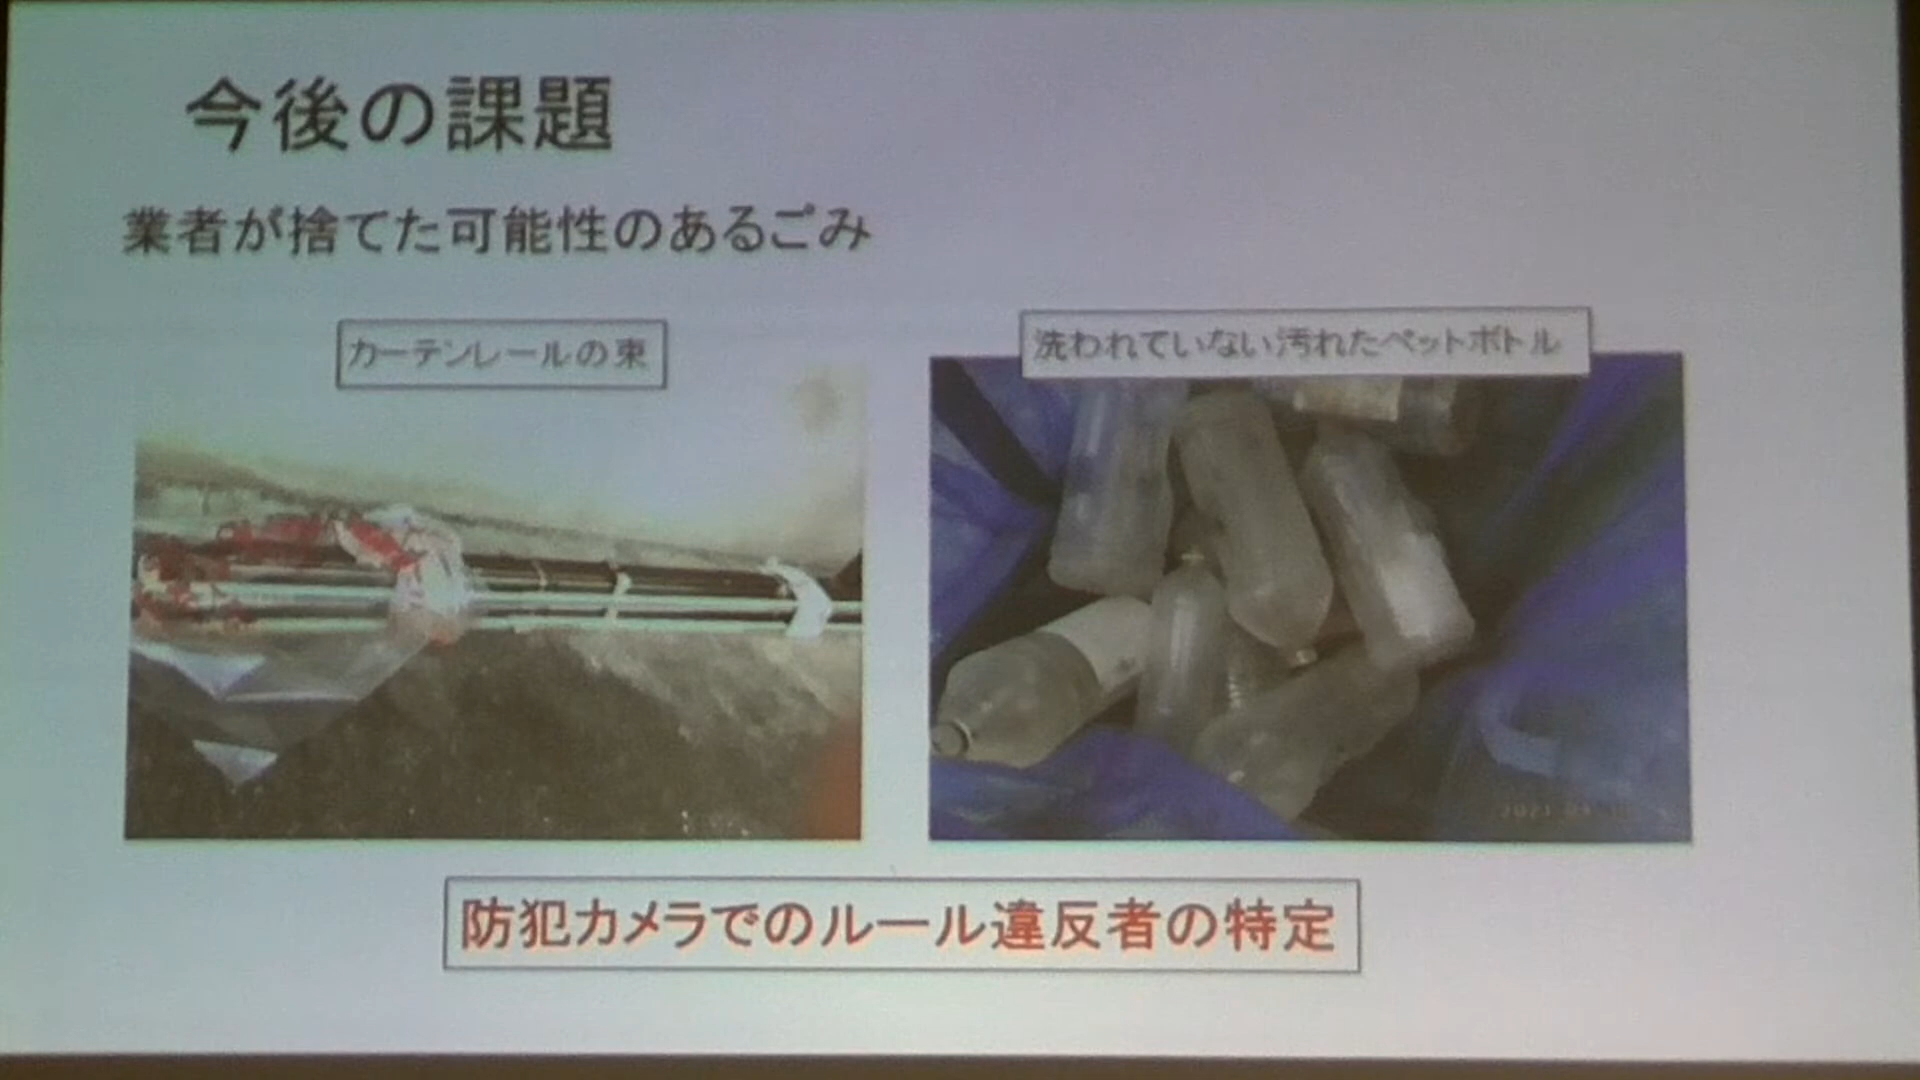 今後の課題
業者が捨てた可能性のあるごみ
カーテンレールの束
洗われていない汚れたペットボトル
防犯カメラでのルール違反者の特定